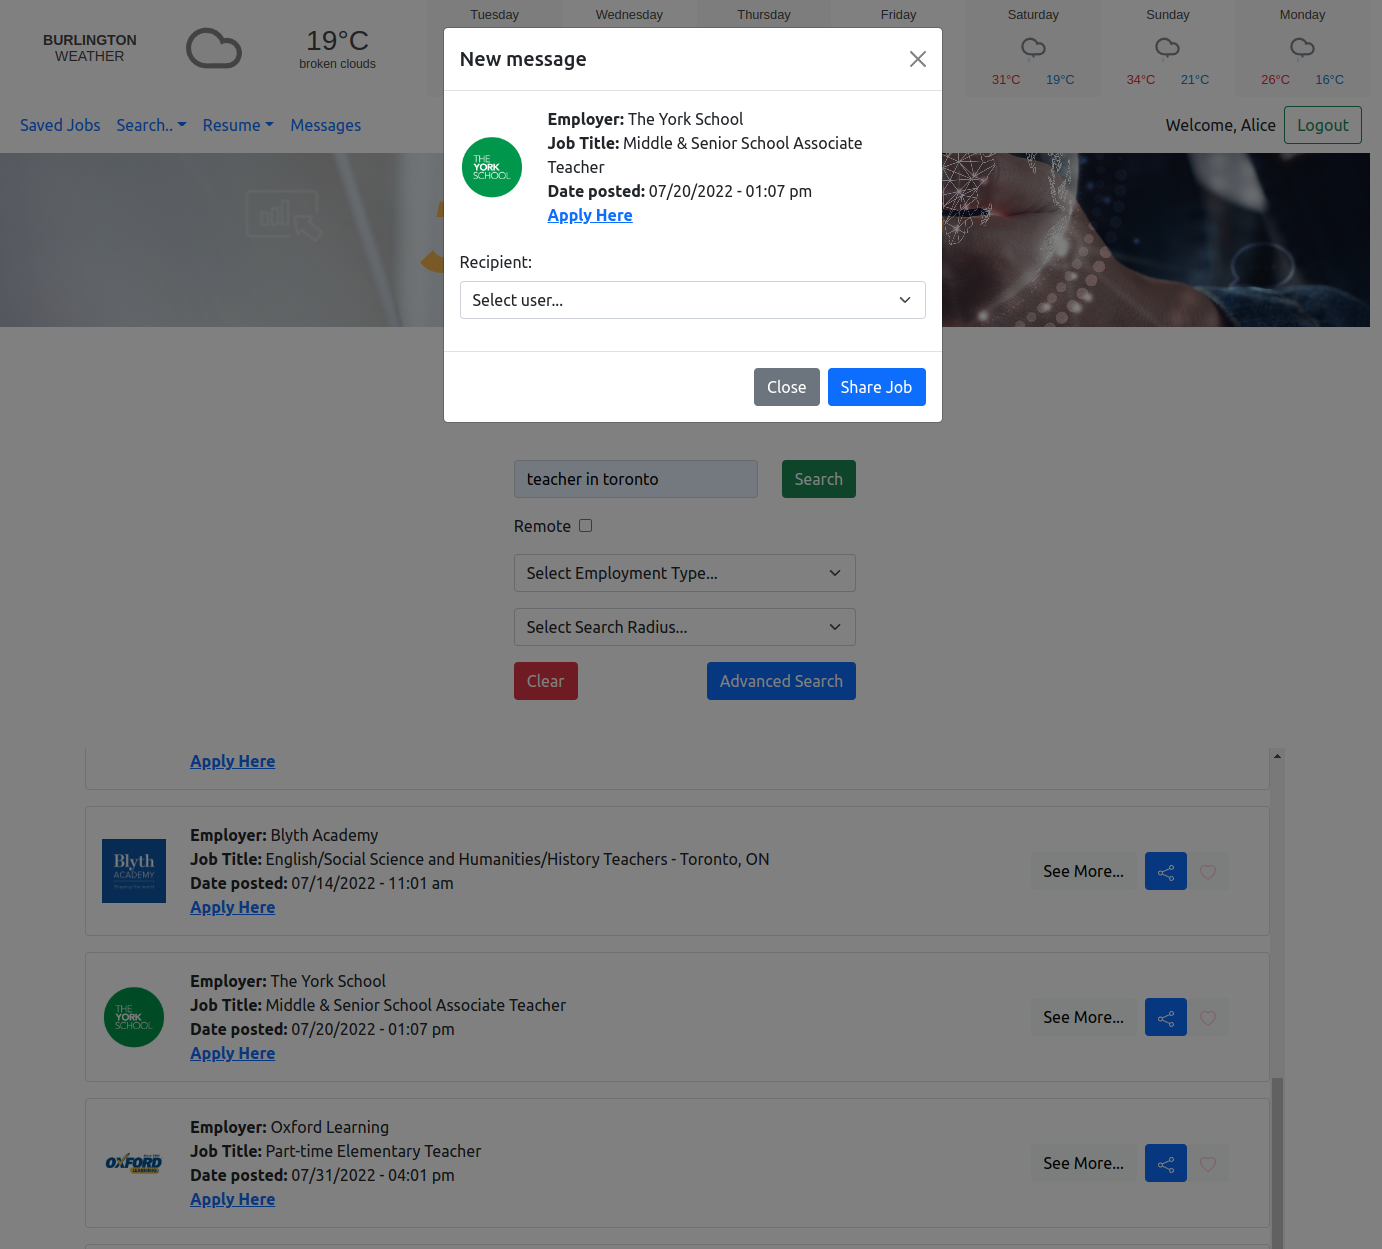 Tuesday
Wednesday
Thursday
Friday
Saturday
Sunday
Monday
BURLINGTON
WEATHER
19°C
broken clouds
31°C 19°C
34°C 21°C
26°C 16°C
Saved Jobs
Search..
Resume
Messages
Welcome, Alice
Logout
New message
THE
YORK
SCHOOL
Employer: The York School
Job Title: Middle & Senior School Associate
Teacher
Date posted: 07/20/2022 - 01:07 pm
Apply Here
Recipient:
Select user...
Close
Share Job
teacher in toronto
Search
Remote
Select Employment Type...
Select Search Radius...
Clear
Advanced Search
Apply Here
Blyth
ACADEMY
Employer: Blyth Academy
Job Title: English/Social Science and Humanities/History Teachers - Toronto, ON
Date posted: 07/14/2022 - 11:01 am
Apply Here
See More...
THE
YORK
SCHOOL
Employer: The York School
Job Title: Middle & Senior School Associate Teacher
Date posted: 07/20/2022 - 01:07 pm
Apply Here
See More...
OXFORD
LEARNING
Employer: Oxford Learning
Job Title: Part-time Elementary Teacher
Date posted: 07/31/2022 - 04:01 pm
Apply Here
See More...